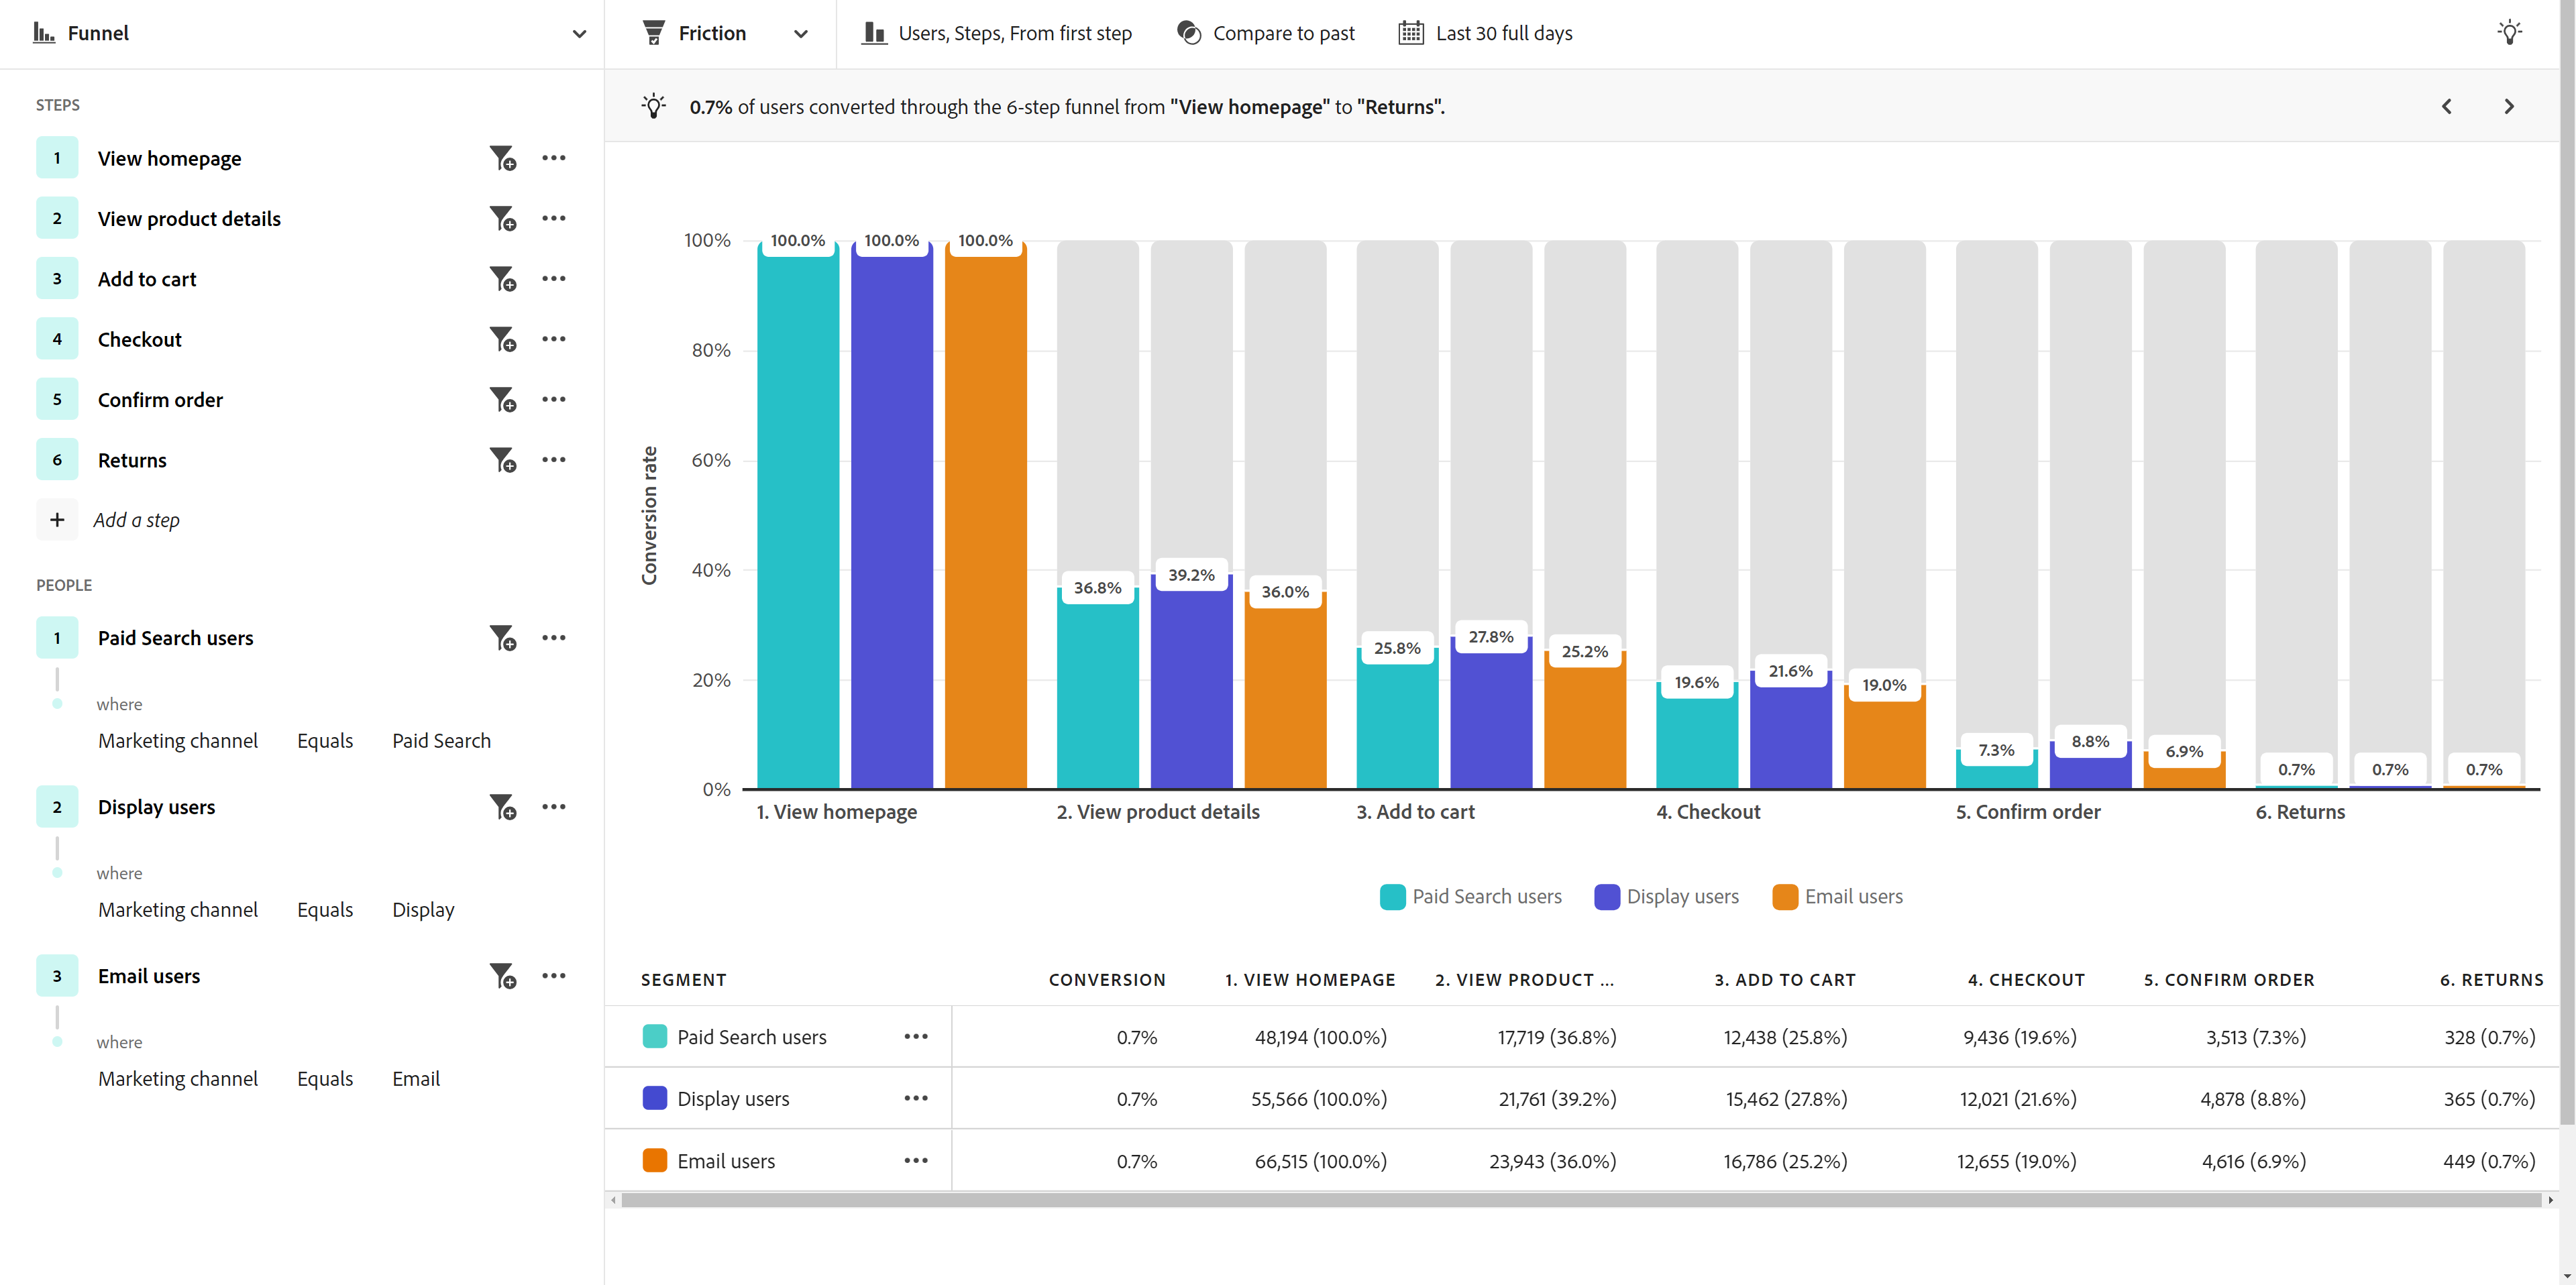 Funnel
Friction
Users, Steps, From first step
Compare to past
Last 30 full days
STEPS
1 View homepage
2 View product details
3 Add to cart
4 Checkout
5 Confirm order
6 Returns
+ Add a step
PEOPLE
1 Paid Search users
where
Marketing channel Equals Paid Search
2 Display users
where
Marketing channel Equals Display
3 Email users
where
Marketing channel Equals Email
0.7% of users converted through the 6-step funnel from "View homepage" to "Returns".
Conversion rate
100%
80%
60%
40%
20%
0%
100.0% 100.0% 100.0%
36.8% 39.2% 36.0%
25.8% 27.8% 25.2%
19.6% 21.6% 19.0%
7.3% 8.8% 6.9%
0.7% 0.7% 0.7%
1. View homepage 2. View product details 3. Add to cart 4. Checkout 5. Confirm order 6. Returns
Paid Search users Display users Email users
SEGMENT CONVERSION 1. VIEW HOMEPAGE 2. VIEW PRODUCT ... 3. ADD TO CART 4. CHECKOUT 5. CONFIRM ORDER 6. RETURNS
Paid Search users 0.7% 48,194 (100.0%) 17,719 (36.8%) 12,438 (25.8%) 9,436 (19.6%) 3,513 (7.3%) 328 (0.7%)
Display users 0.7% 55,566 (100.0%) 21,761 (39.2%) 15,462 (27.8%) 12,021 (21.6%) 4,878 (8.8%) 365 (0.7%)
Email users 0.7% 66,515 (100.0%) 23,943 (36.0%) 16,786 (25.2%) 12,655 (19.0%) 4,616 (6.9%) 449 (0.7%)